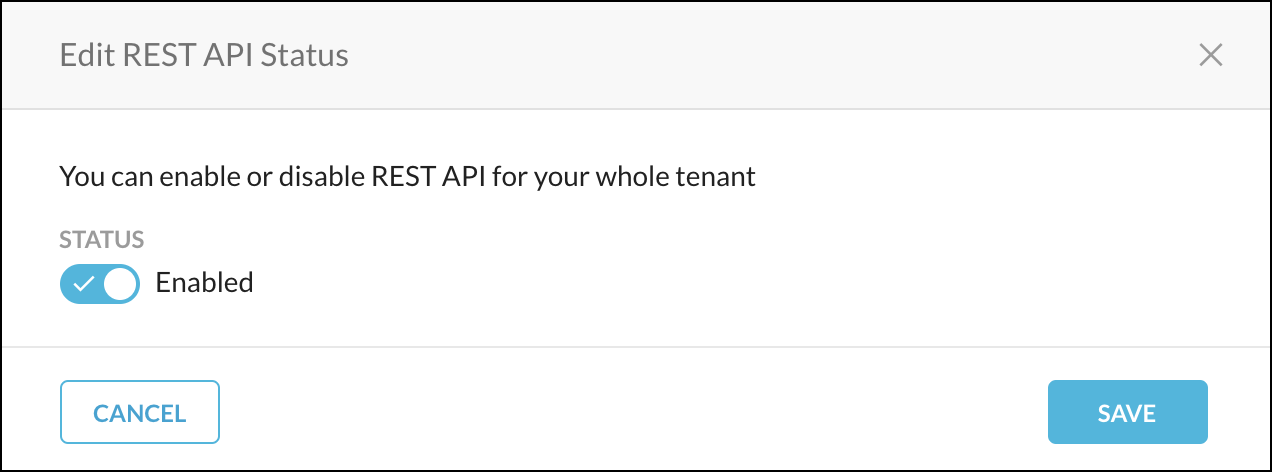 Edit REST API Status
You can enable or disable REST API for your whole tenant
STATUS
Enabled
CANCEL
SAVE